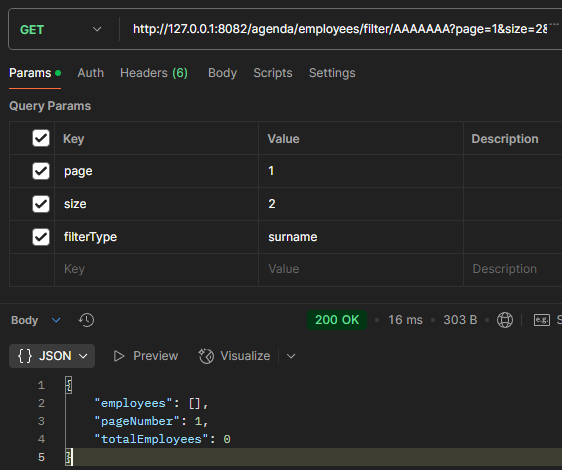 GET http://127.0.0.1:8082/agenda/employees/filter/AAAAAAA?page=1&size=2&
Params Auth Headers (6) Body Scripts Settings
Query Params
Key Value Description
page 1
size 2
filterType surname
Key Value Description
Body 200 OK 16 ms 303 B e.g. S
{} JSON Preview Visualize
1 {
2 "employees": [],
3 "pageNumber": 1,
4 "totalEmployees": 0
5 }